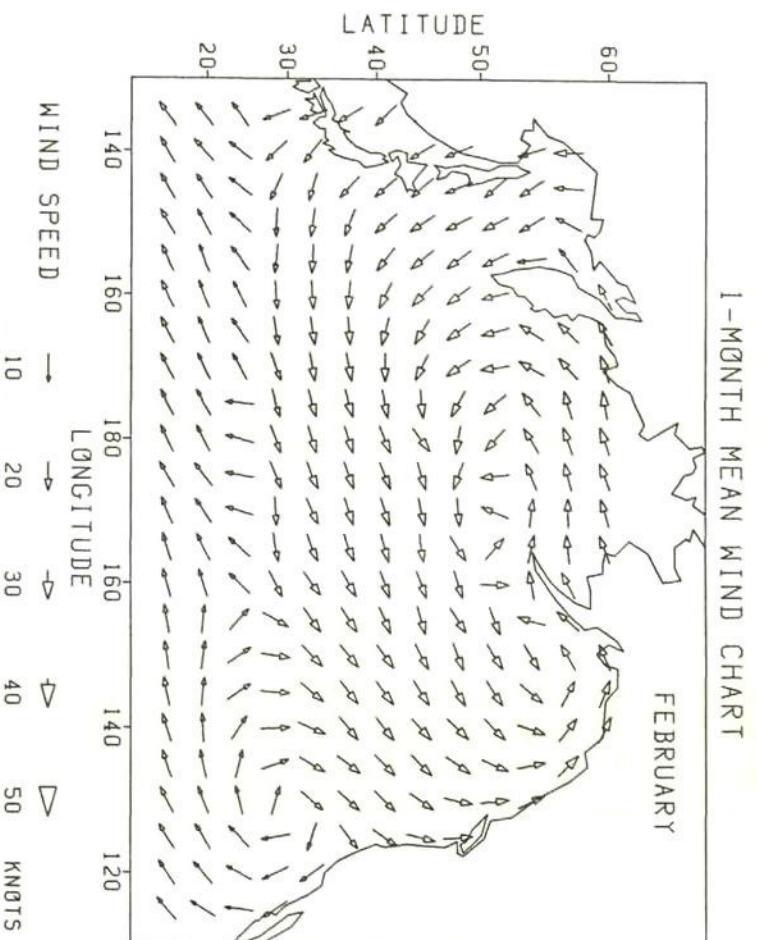 1-MØNTH MEAN WIND CHART
FEBRUARY
LATITUDE
60
50
40
30
20
140 160 180 160 140 120
LØNGITUDE
WIND SPEED 10 20 30 40 50 KNØTS